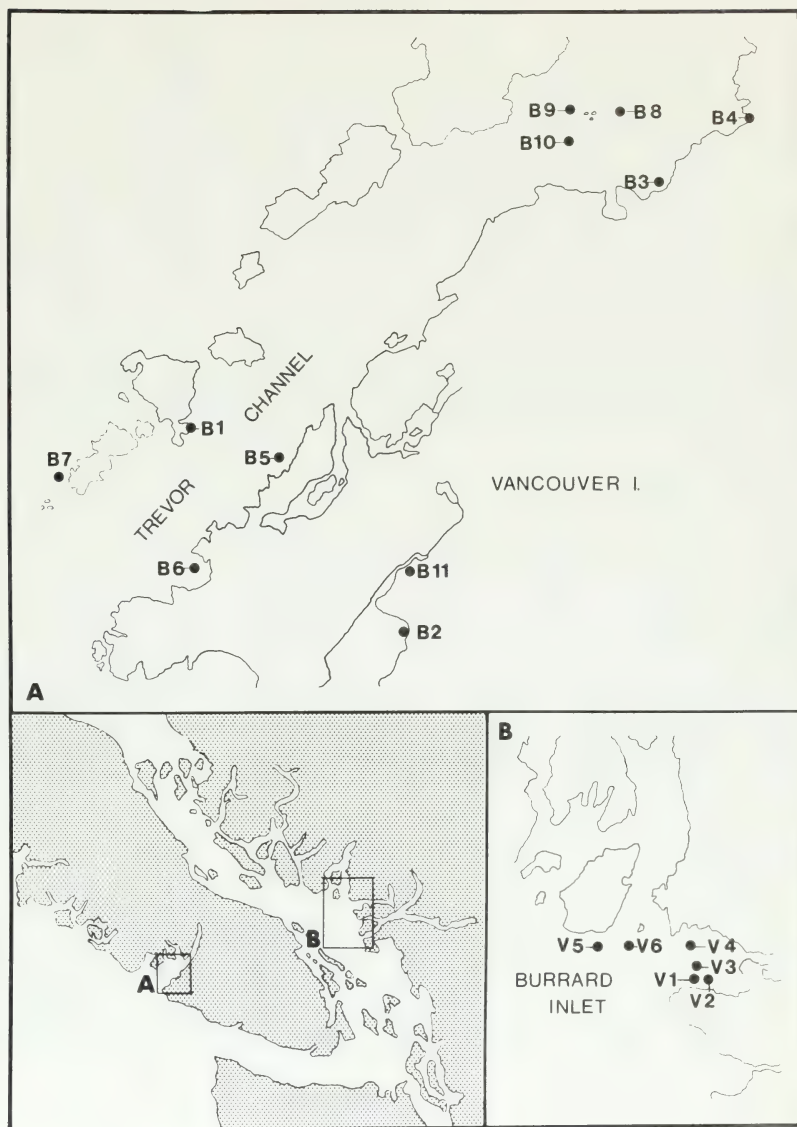 B9
B8
B4
B10
B3
CHANNEL
B1
B5
B7
TREVOR
VANCOUVER I.
B6
B11
B2
A
B
B
A
V5
V6
V4
V3
BURRARD
V1
V2
INLET